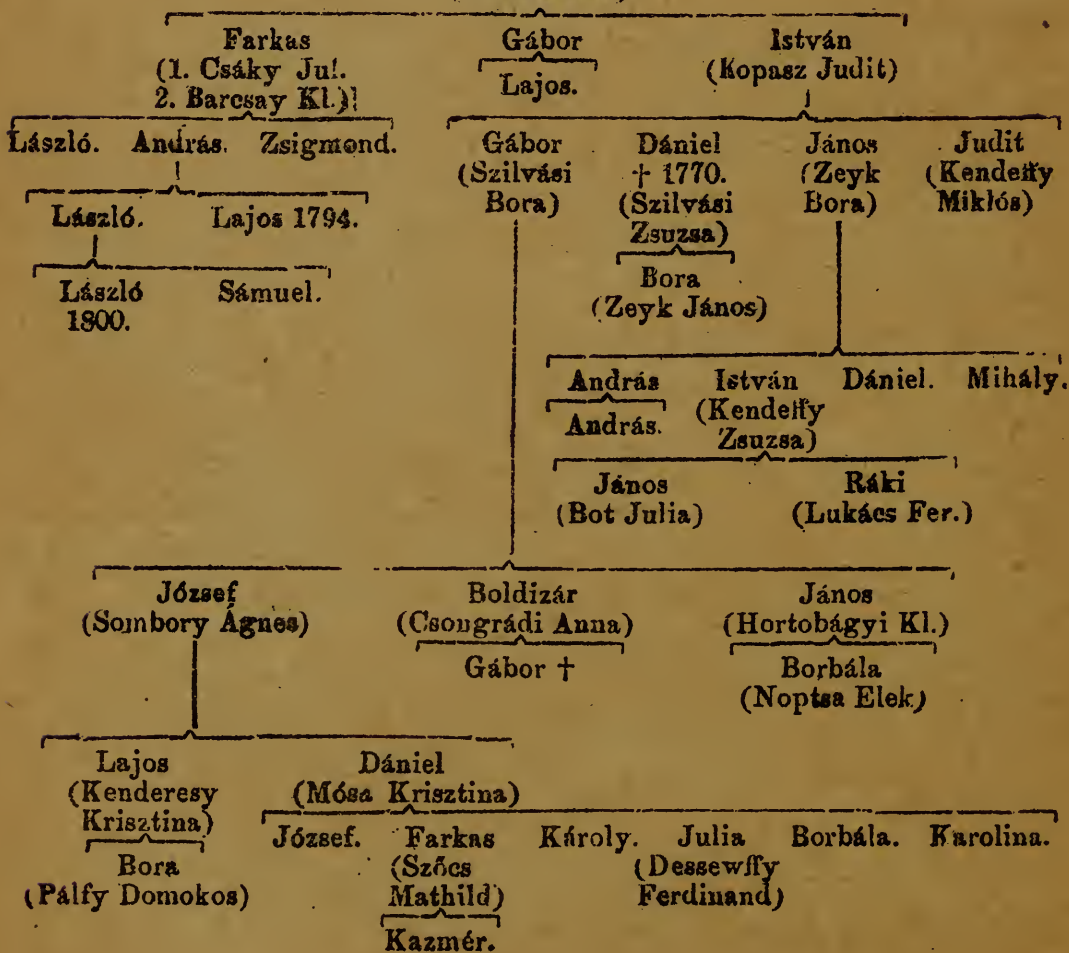 Farkas Gábor István
(1. Csáky Jul. Lajos. (Kopasz Judit)
2. Barcsay Kl.)
László. András. Zsigmond. Gábor Dániel János Judit
(Szilvási † 1770. (Zeyk (Kendeffy
Bora) (Szilvási Bora) Miklós)
Zsuzsa)
László. Lajos 1794.
Bora
László Sámuel. (Zeyk János)
1800.
András István Dániel. Mihály.
András. (Kendeffy
Zsuzsa)
János Ráki
(Bot Julia) (Lukács Fer.)
József Boldizár János
(Sombory Ágnes) (Csongrádi Anna) (Hortobágyi Kl.)
Gábor † Borbála
(Noptsa Elek)
Lajos Dániel
(Kenderesy (Mósa Krisztina)
Krisztina) József. Farkas Károly. Julia Borbála. Karolina.
Bora (Szőcs (Dessewffy
(Pálfy Domokos) Mathild) Ferdinand)
Kazmér.